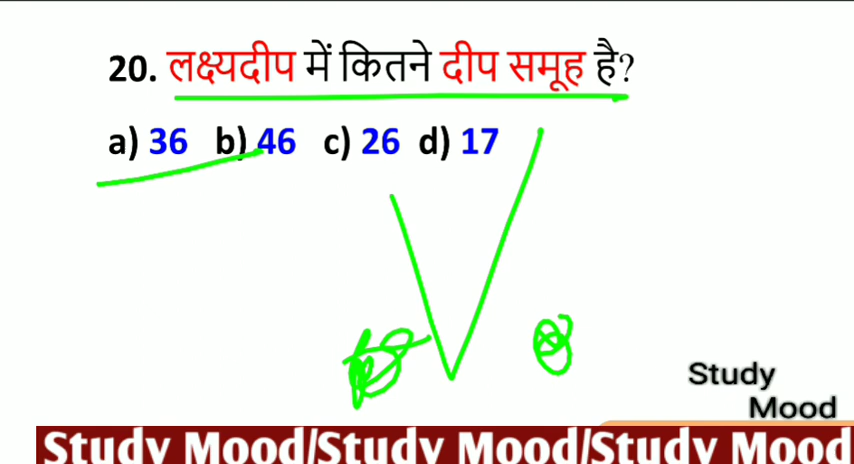 20. लक्ष्यदीप में कितने दीप समूह है?
a) 36 b) 46 c) 26 d) 17
Study
Mood
Study Mood/Study Mood/Study Mood